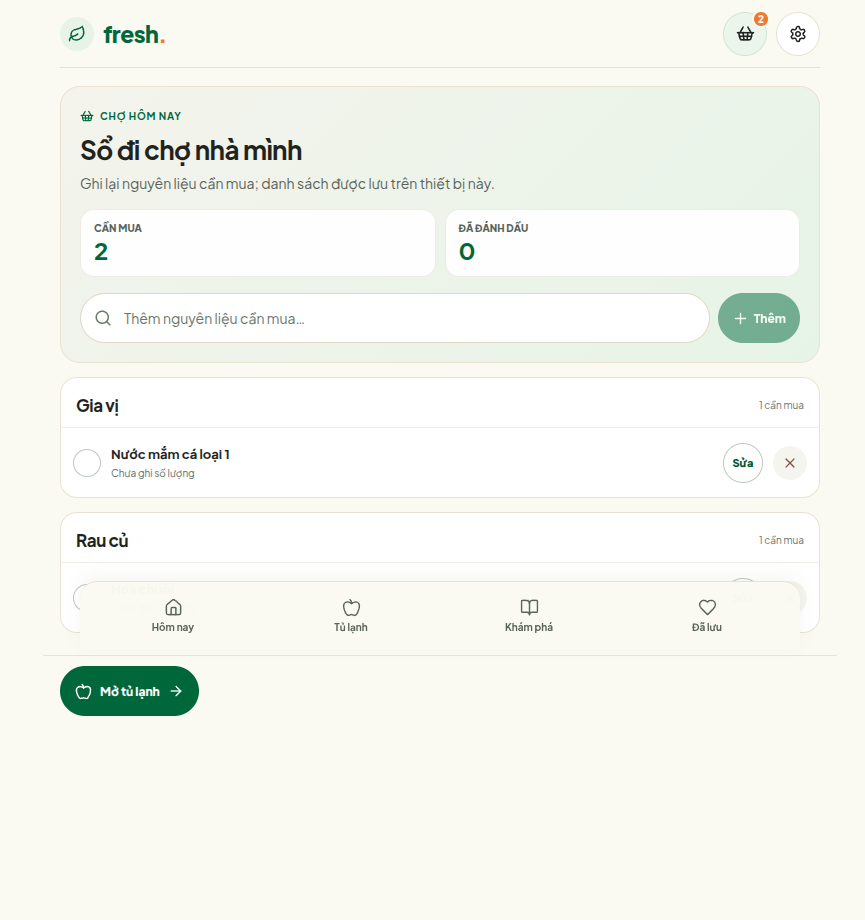 fresh.
2
CHỢ HÔM NAY
Sổ đi chợ nhà mình
Ghi lại nguyên liệu cần mua; danh sách được lưu trên thiết bị này.
CẦN MUA
2
ĐÃ ĐÁNH DẤU
0
Thêm nguyên liệu cần mua…
Thêm
Gia vị
1 cần mua
Nước mắm cá loại 1
Chưa ghi số lượng
Sửa
Rau củ
1 cần mua
Hôm nay
Tủ lạnh
Khám phá
Đã lưu
Mở tủ lạnh